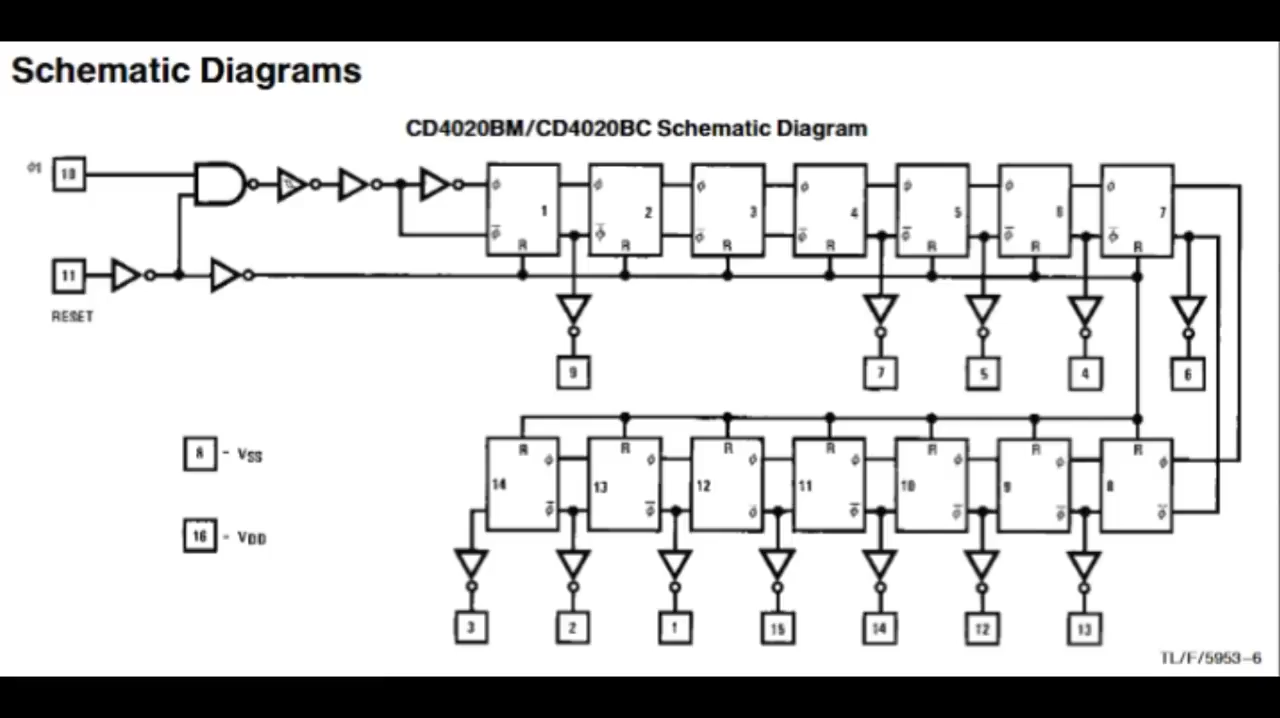 Schematic Diagrams
CD4020BM/CD4020BC Schematic Diagram
ϕ1 10
ϕ ϕ ϕ ϕ ϕ ϕ ϕ
1 2 3 4 5 6 7
ϕ̅ ϕ̅ ϕ̅ ϕ̅ ϕ̅ ϕ̅ ϕ̅
R R R R R R R
11
RESET
9 7 5 4 6
R R R R R R R
8 - VSS
ϕ ϕ ϕ ϕ ϕ ϕ ϕ
14 13 12 11 10 9 8
ϕ̅ ϕ̅ ϕ̅ ϕ̅ ϕ̅ ϕ̅ ϕ̅
16 - VDD
3 2 1 15 14 12 13
TL/F/5953-6